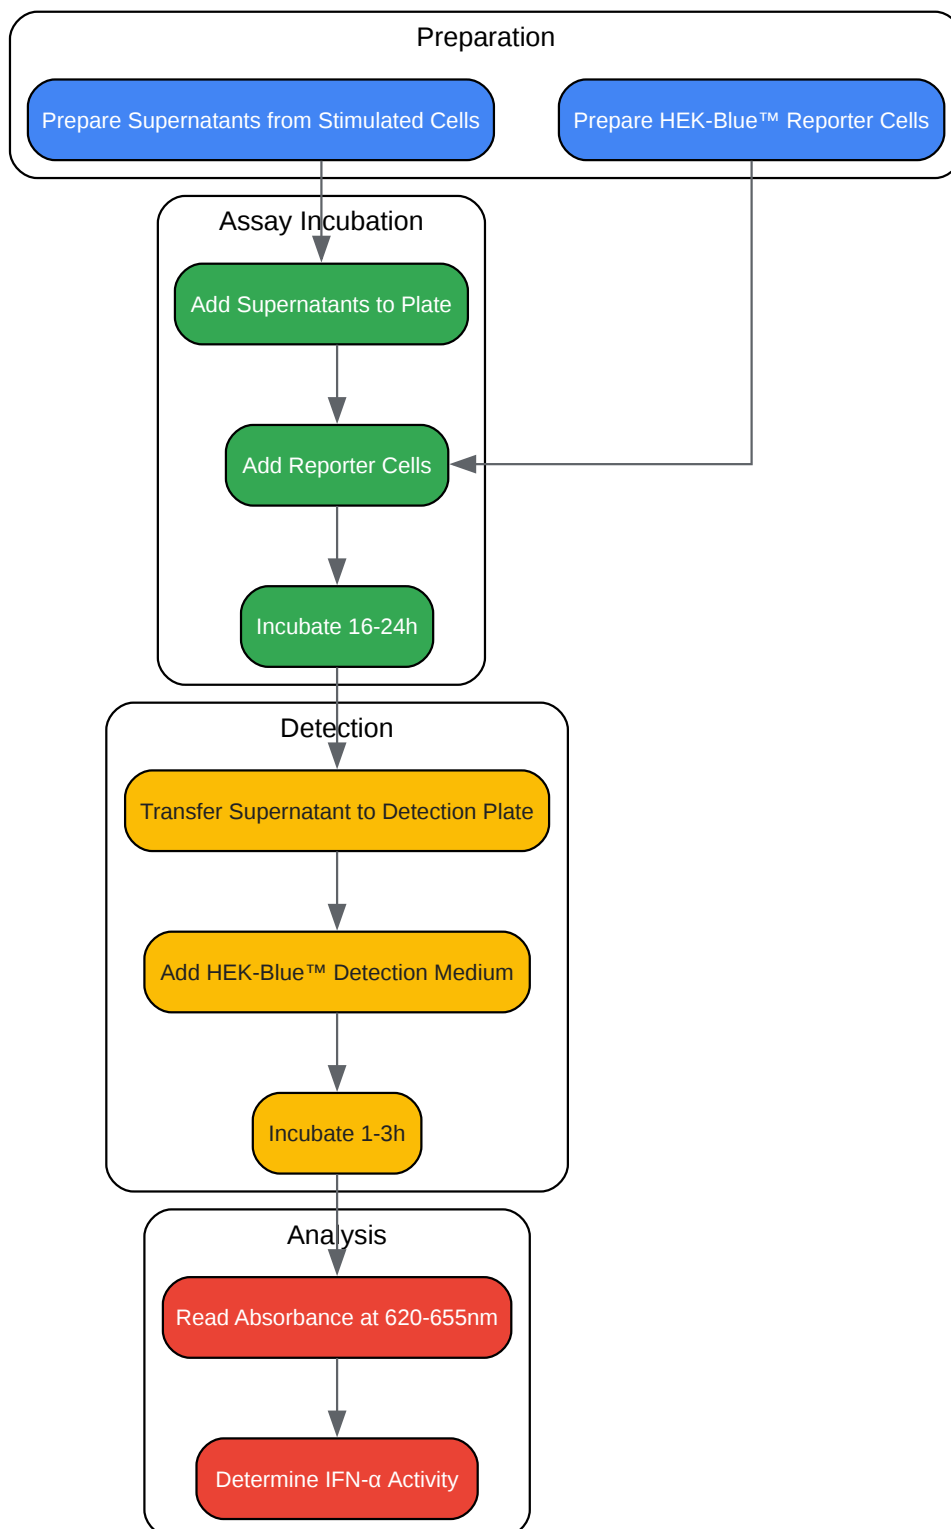 Preparation
Prepare Supernatants from Stimulated Cells
Prepare HEK-Blue™ Reporter Cells
Assay Incubation
Add Supernatants to Plate
Add Reporter Cells
Incubate 16-24h
Detection
Transfer Supernatant to Detection Plate
Add HEK-Blue™ Detection Medium
Incubate 1-3h
Analysis
Read Absorbance at 620-655nm
Determine IFN-α Activity